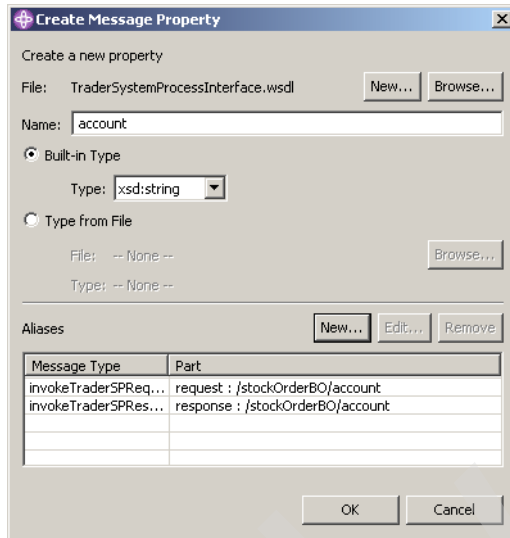 Create Message Property
Create a new property
File: TraderSystemProcessInterface.wsdl New... Browse...
Name: account
Built-in Type
Type: xsd:string
Type from File
File: -- None -- Browse...
Type: -- None --
Aliases New... Edit... Remove
Message Type Part
invokeTraderSPReq... request : /stockOrderBO/account
invokeTraderSPRes... response : /stockOrderBO/account
OK Cancel